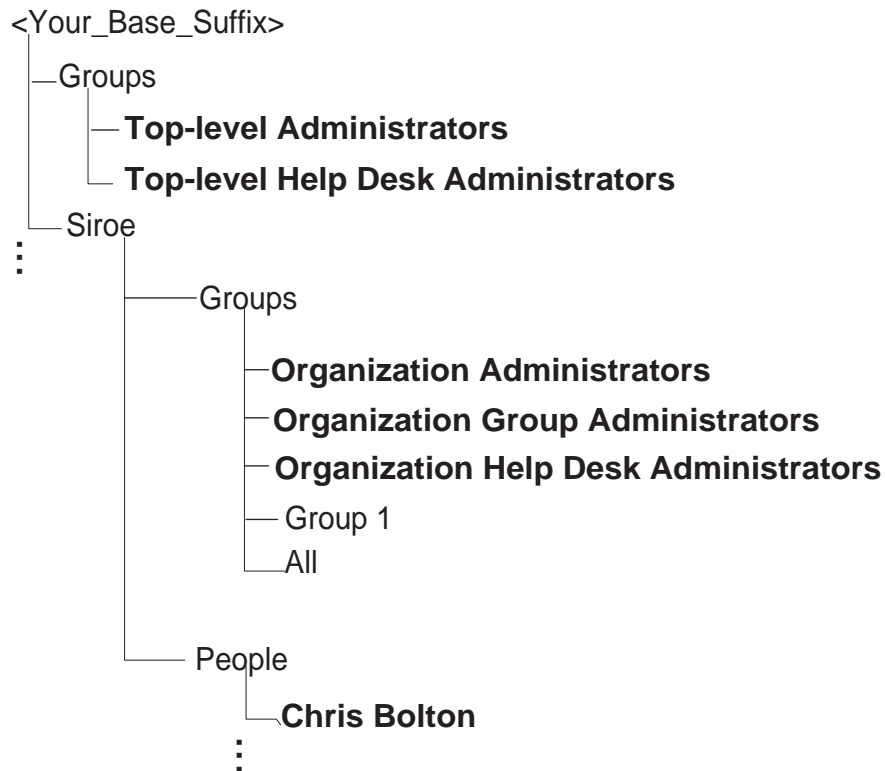 <Your_Base_Suffix>
Groups
Top-level Administrators
Top-level Help Desk Administrators
Siroe
Groups
Organization Administrators
Organization Group Administrators
Organization Help Desk Administrators
Group 1
All
People
Chris Bolton